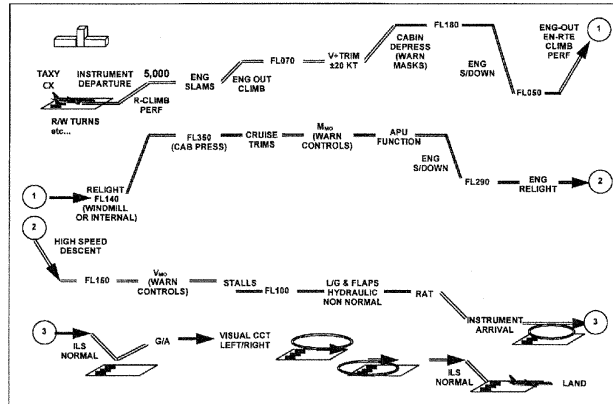 TAXY
CX
INSTRUMENT
DEPARTURE
R/W TURNS
etc...
5,000
R-CLIMB
PERF
ENG
SLAMS
ENG OUT
CLIMB
FL070
V+TRIM
±20 KT
FL180
CABIN
DEPRESS
(WARN
MASKS)
ENG
S/DOWN
FL050
ENG-OUT
EN-RTE
CLIMB
PERF
1
1
RELIGHT
FL140
(WINDMILL
OR INTERNAL)
FL350
(CAB PRESS)
CRUISE
TRIMS
MMO
(WARN
CONTROLS)
APU
FUNCTION
ENG
S/DOWN
FL290
ENG
RELIGHT
2
2
HIGH SPEED
DESCENT
FL150
VMO
(WARN
CONTROLS)
STALLS
FL100
L/G & FLAPS
HYDRAULIC
NON NORMAL
RAT
INSTRUMENT
ARRIVAL
3
3
ILS
NORMAL
G/A
VISUAL CCT
LEFT/RIGHT
ILS
NORMAL
LAND